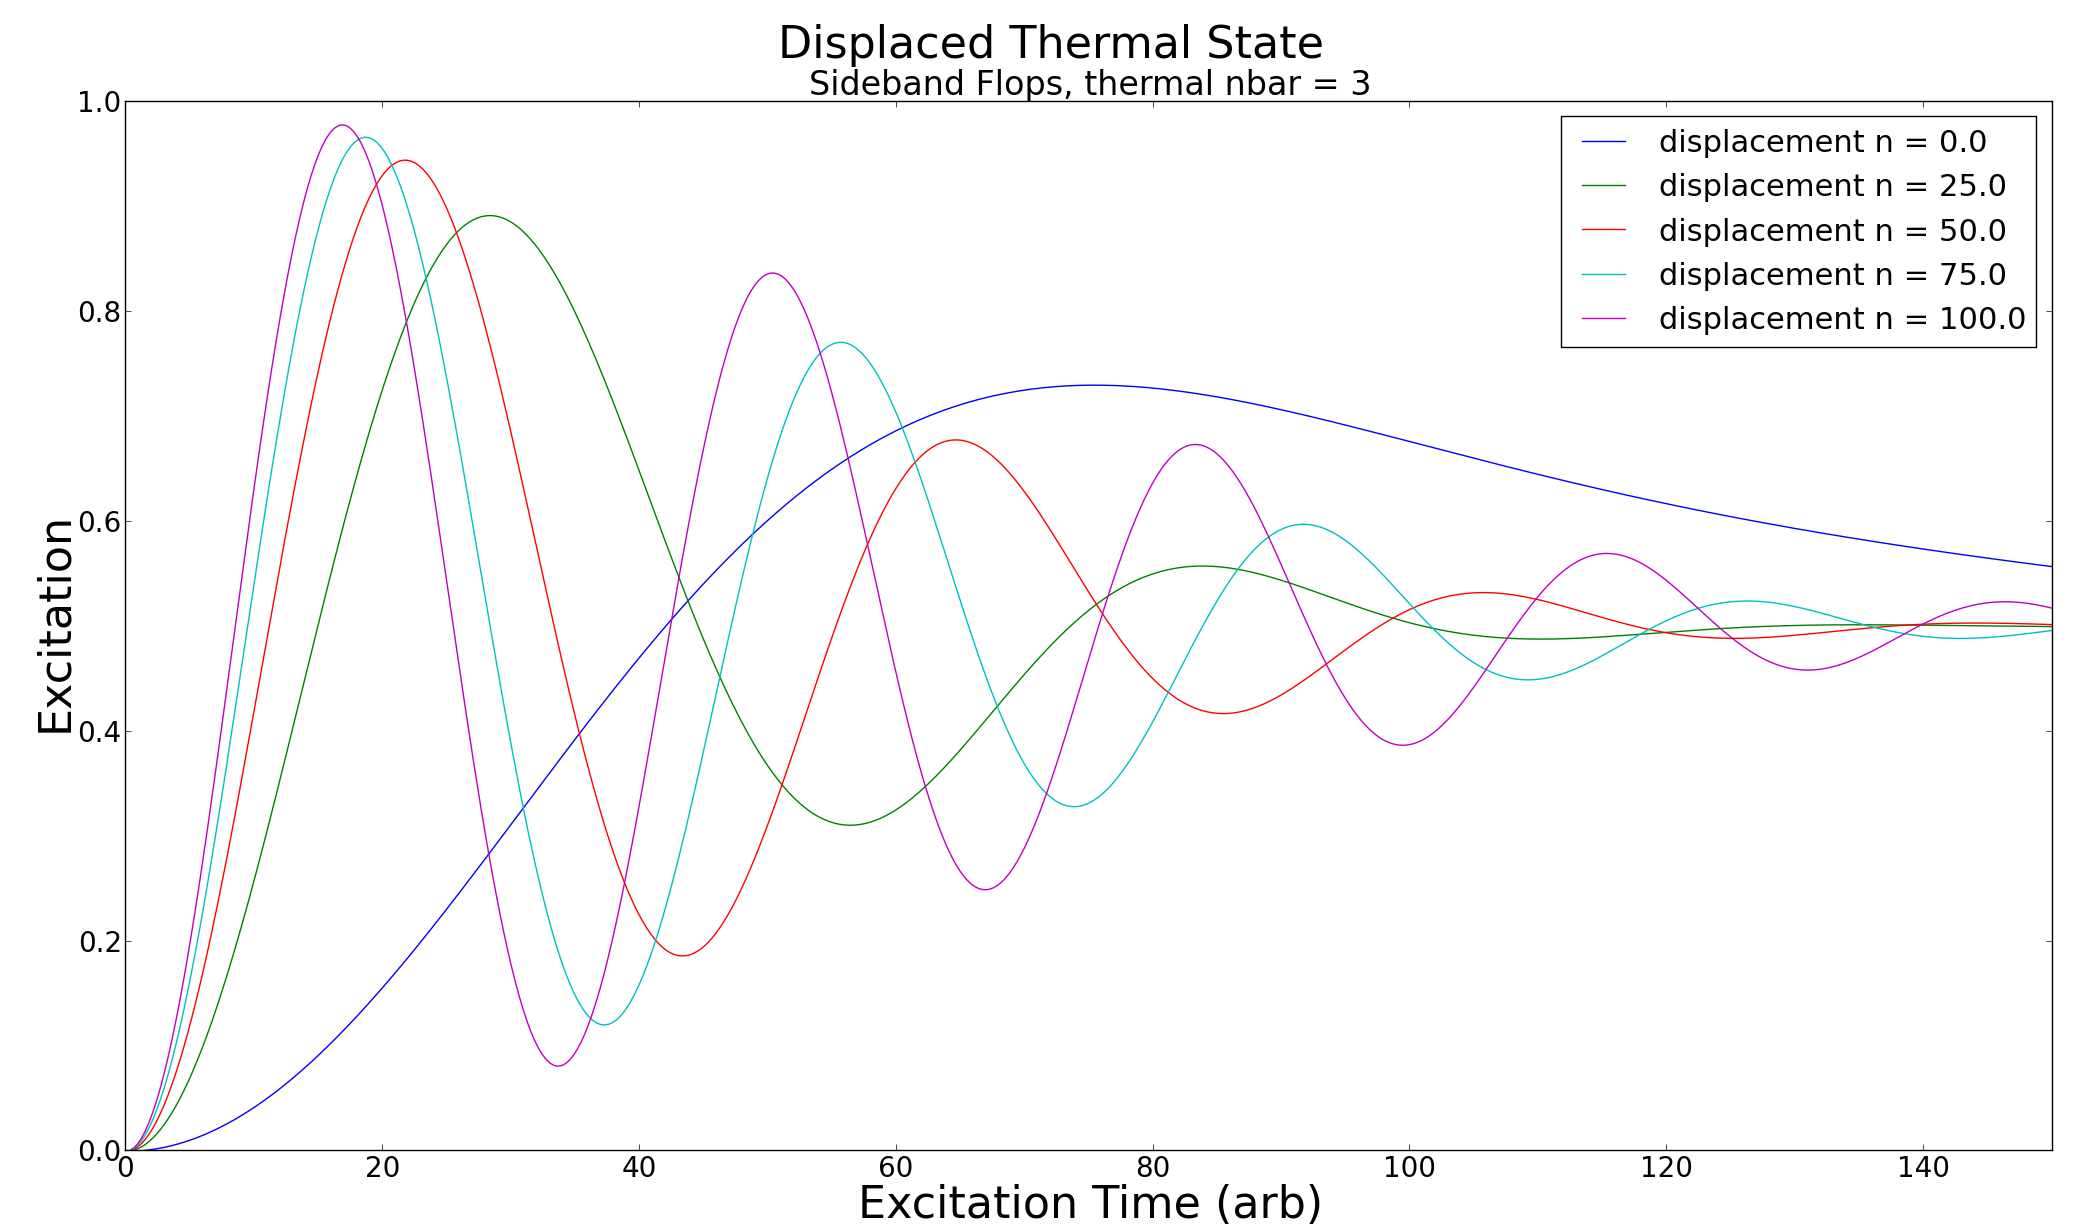 Displaced Thermal State
Sideband Flops, thermal nbar = 3
1.0
0.8
0.6
0.4
0.2
0.0
Excitation
displacement n = 0.0
displacement n = 25.0
displacement n = 50.0
displacement n = 75.0
displacement n = 100.0
0 20 40 60 80 100 120 140
Excitation Time (arb)